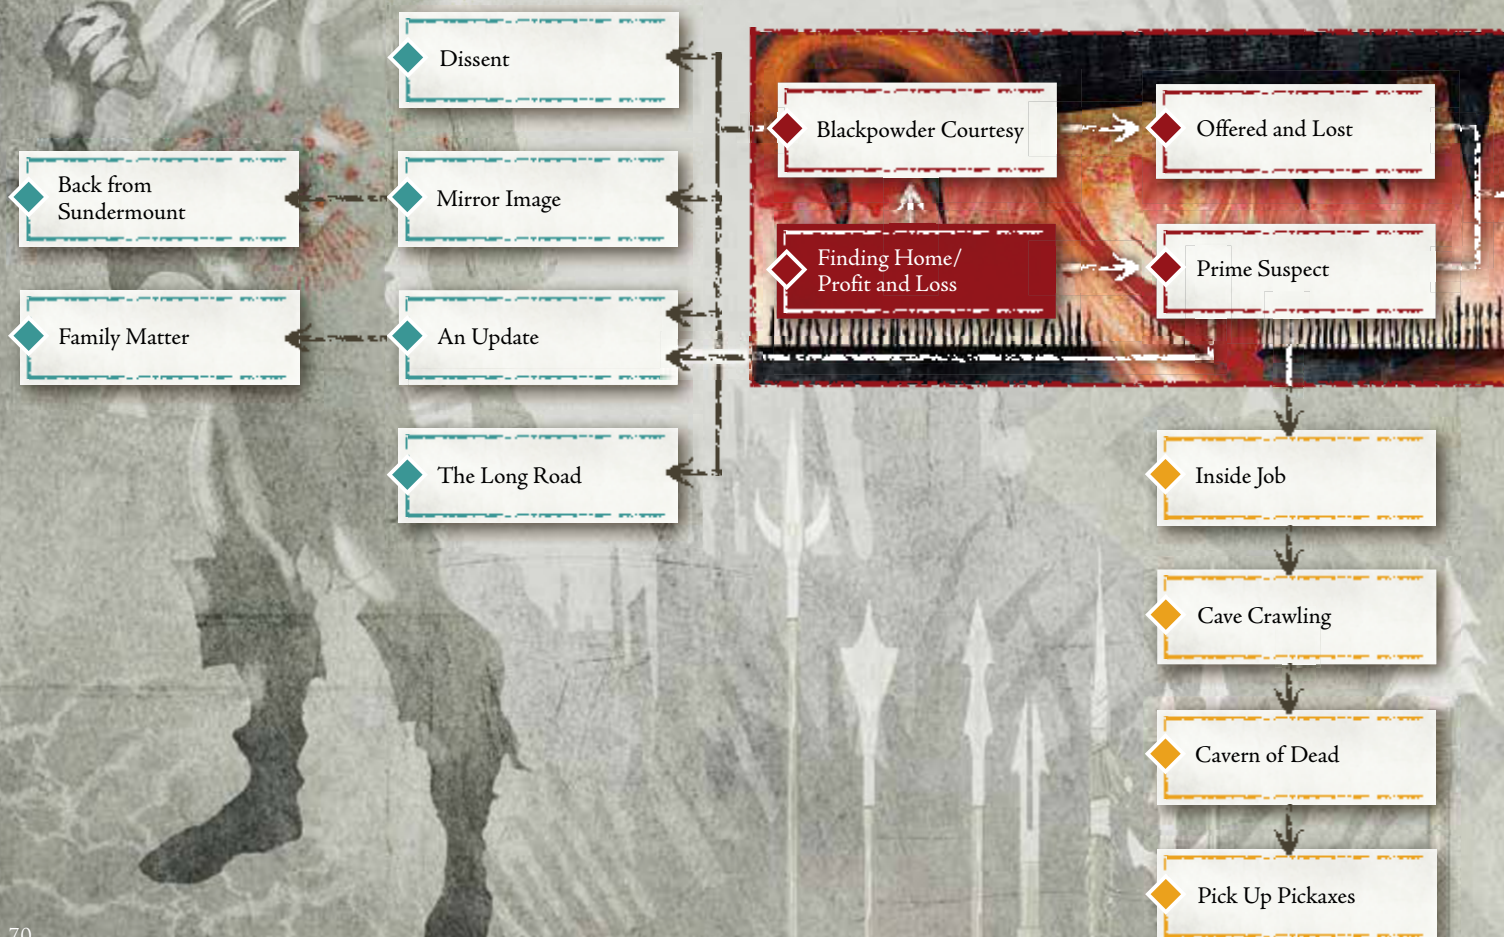 Dissent
Blackpowder Courtesy
Offered and Lost
Back from
Sundermount
Mirror Image
Finding Home/
Profit and Loss
Prime Suspect
Family Matter
An Update
The Long Road
Inside Job
Cave Crawling
Cavern of Dead
Pick Up Pickaxes
70